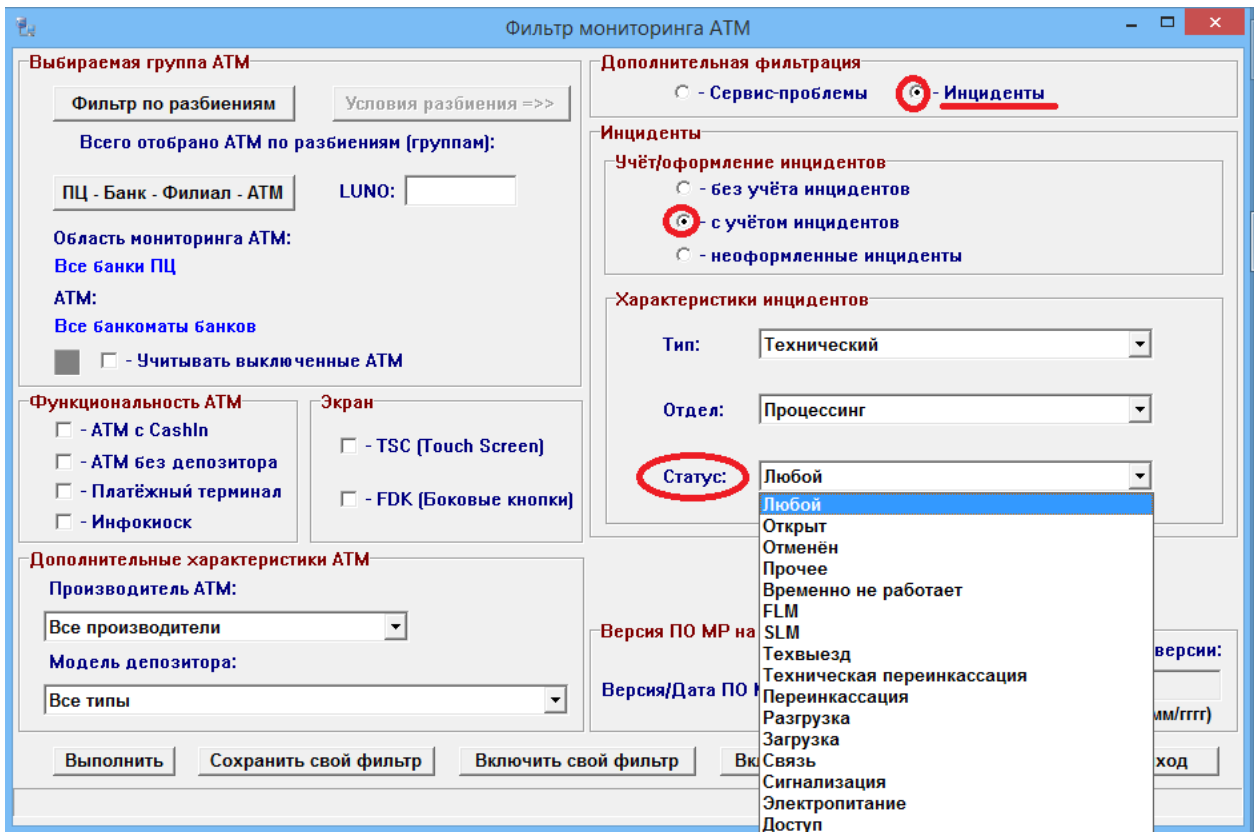 Фильтр мониторинга АТМ
Выбираемая группа АТМ
Фильтр по разбиениям
Условия разбиения =>>
Всего отобрано АТМ по разбиениям (группам):
ПЦ - Банк - Филиал - АТМ
LUNO:
Область мониторинга АТМ:
Все банки ПЦ
АТМ:
Все банкоматы банков
- Учитывать выключенные АТМ
Функциональность АТМ
- АТМ с CashIn
- АТМ без депозитора
- Платёжный терминал
- Инфокиоск
Экран
- TSC (Touch Screen)
- FDK (Боковые кнопки)
Дополнительные характеристики АТМ
Производитель АТМ:
Все производители
Модель депозитора:
Все типы
Дополнительная фильтрация
- Сервис-проблемы
- Инциденты
Инциденты
Учёт/оформление инцидентов
- без учёта инцидентов
- с учётом инцидентов
- неоформленные инциденты
Характеристики инцидентов
Тип:
Технический
Отдел:
Процессинг
Статус:
Любой
Любой
Открыт
Отменён
Прочее
Временно не работает
FLM
SLM
Техвыезд
Техническая переинкассация
Переинкассация
Разгрузка
Загрузка
Связь
Сигнализация
Электропитание
Доступ
Версия ПО МР на
версии:
Версия/Дата ПО
мм/гггг)
Выполнить
Сохранить свой фильтр
Включить свой фильтр
Вк
ход